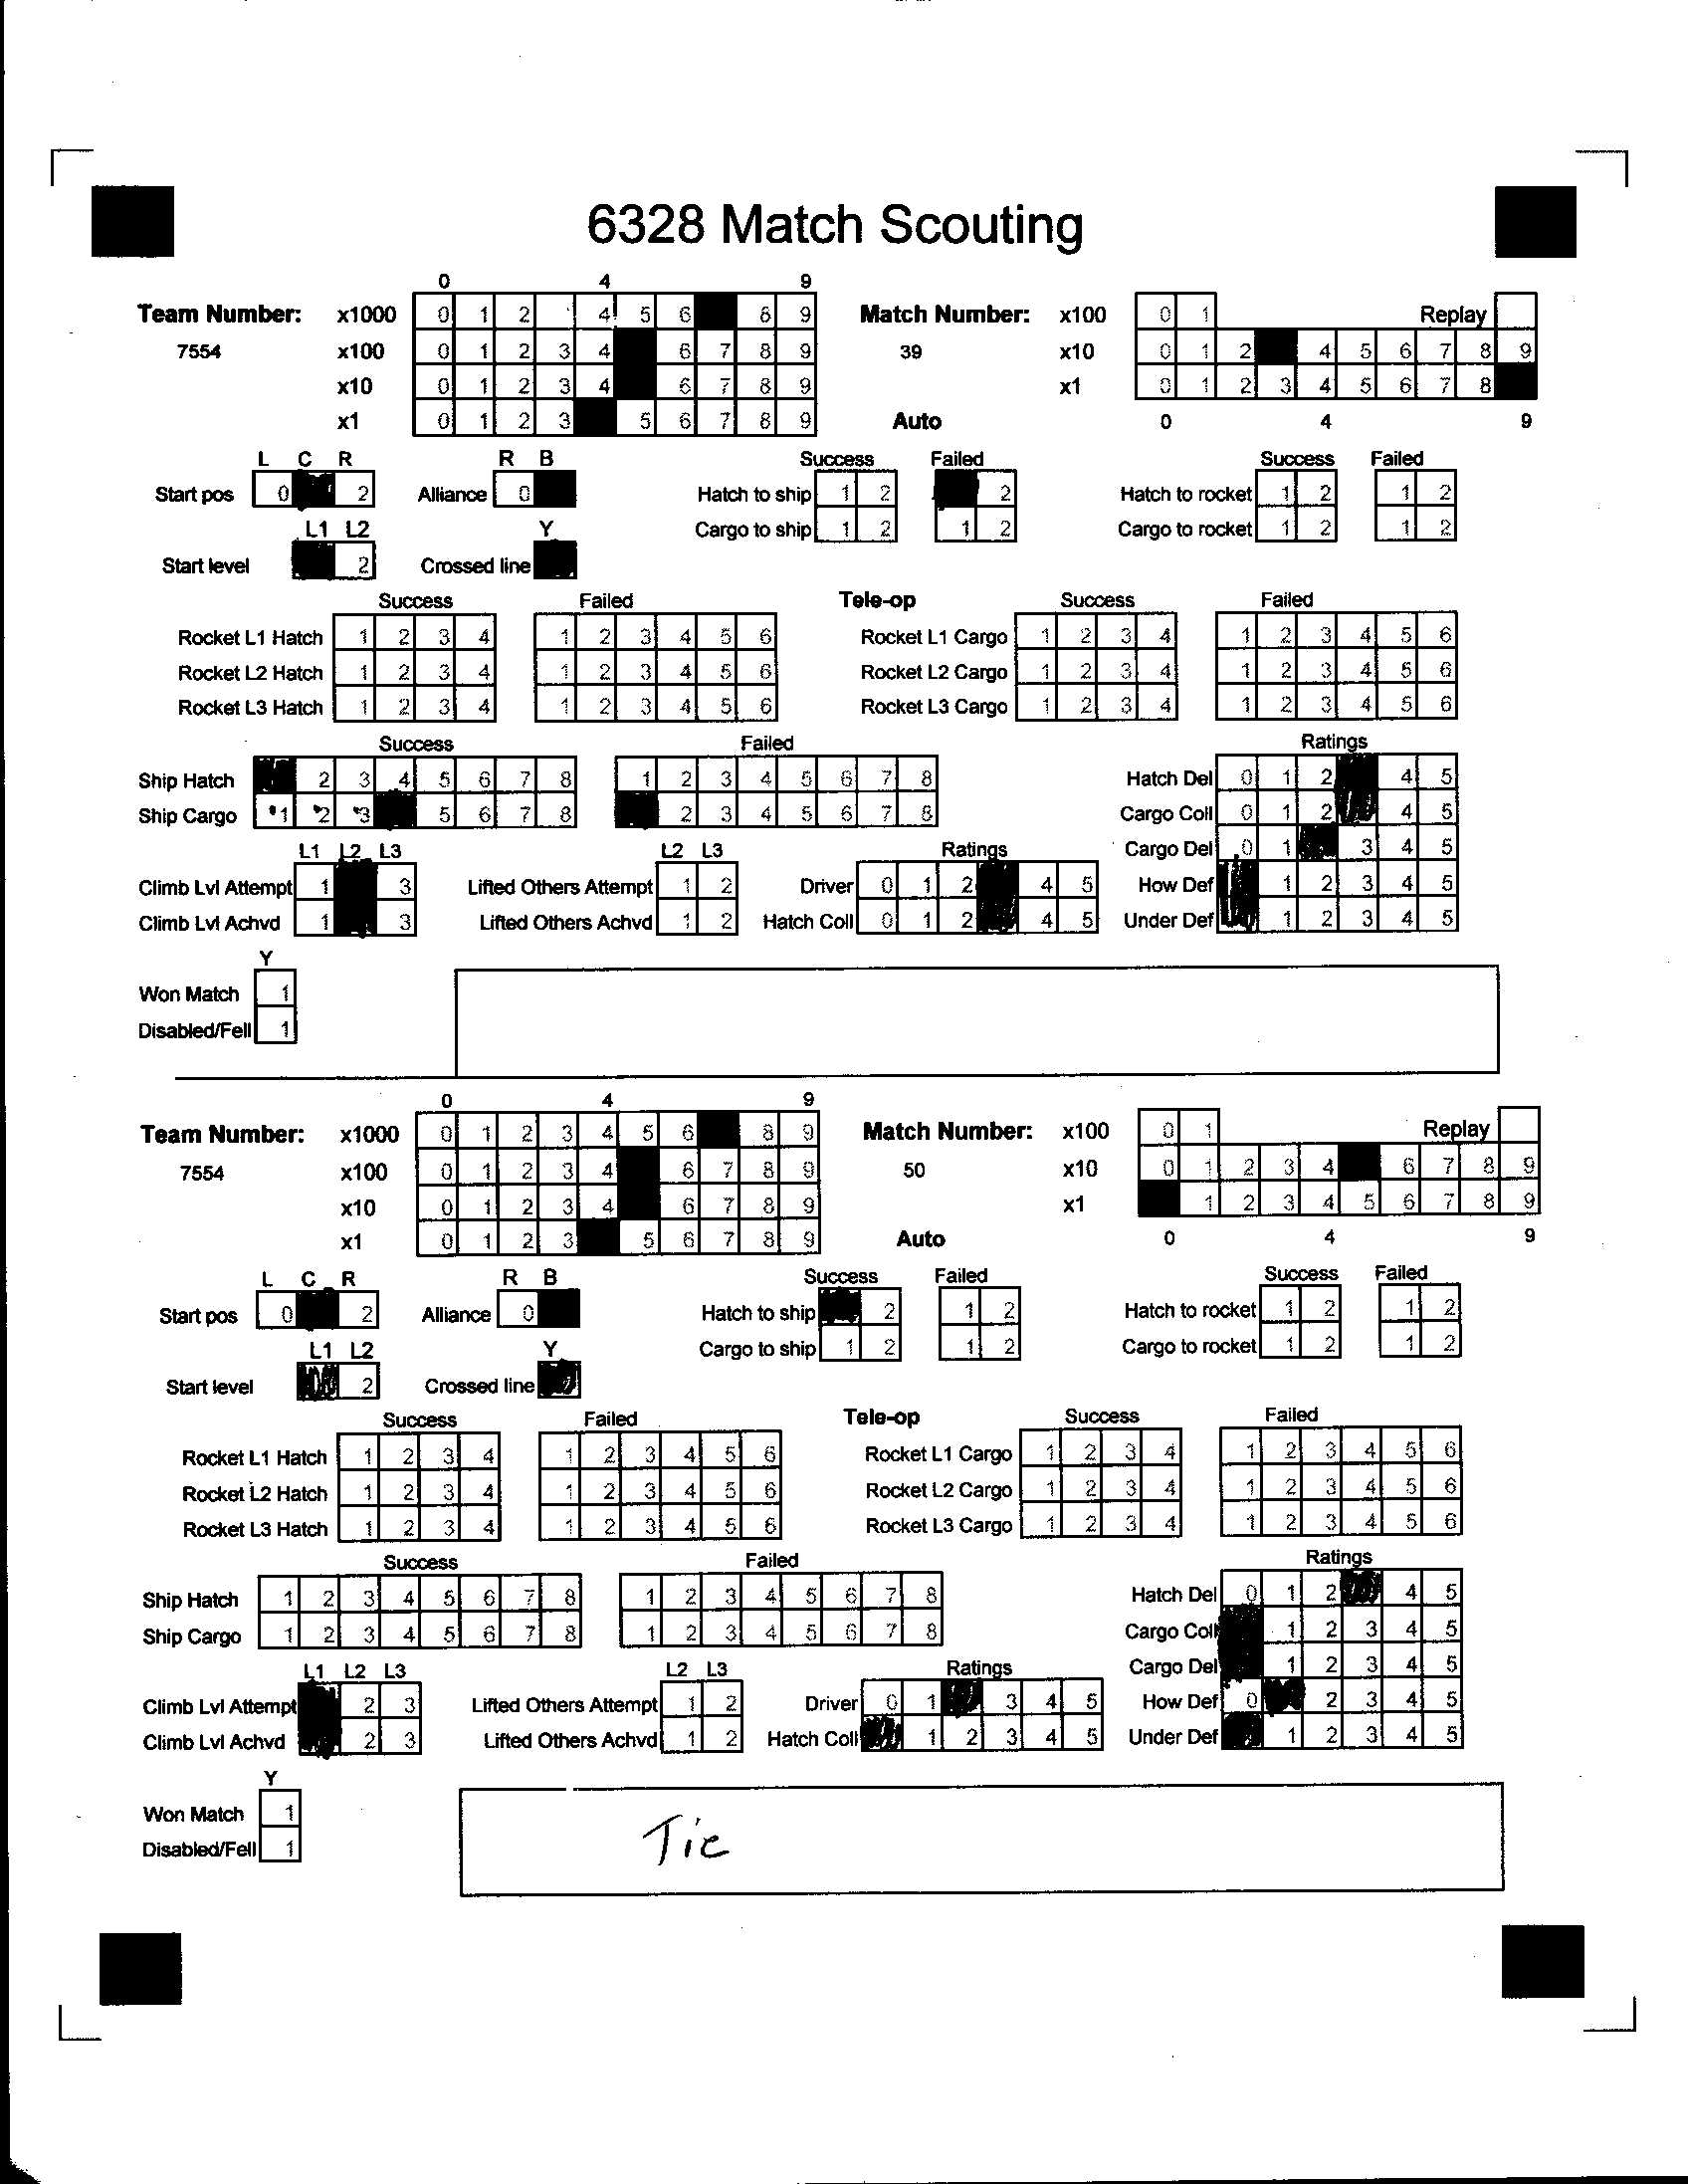 6328 Match Scouting
0 4 9
Team Number: x1000 0 1 2 4 5 6 8 9 Match Number: x100 0 1 Replay
7554 x100 0 1 2 3 4 6 7 8 9 39 x10 0 1 2 4 5 6 7 8 9
x10 0 1 2 3 4 6 7 8 9 x1 0 1 2 3 4 5 6 7 8
x1 0 1 2 3 5 6 7 8 9 Auto 0 4 9
L C R R B Success Failed Success Failed
Start pos 0 2 Alliance 0 Hatch to ship 1 2 2 Hatch to rocket 1 2 1 2
L1 L2 Y Cargo to ship 1 2 1 2 Cargo to rocket 1 2 1 2
Start level 2 Crossed line
Success Failed Tele-op Success Failed
Rocket L1 Hatch 1 2 3 4 1 2 3 4 5 6 Rocket L1 Cargo 1 2 3 4 1 2 3 4 5 6
Rocket L2 Hatch 1 2 3 4 1 2 3 4 5 6 Rocket L2 Cargo 1 2 3 4 1 2 3 4 5 6
Rocket L3 Hatch 1 2 3 4 1 2 3 4 5 6 Rocket L3 Cargo 1 2 3 4 1 2 3 4 5 6
Success Failed Ratings
Ship Hatch 2 3 4 5 6 7 8 1 2 3 4 5 6 7 8 Hatch Del 0 1 2 4 5
Ship Cargo 1 2 3 5 6 7 8 2 3 4 5 6 7 8 Cargo Coll 0 1 2 4 5
L1 L2 L3 L2 L3 Ratings Cargo Del 0 1 3 4 5
Climb Lvl Attempt 1 3 Lifted Others Attempt 1 2 Driver 0 1 2 4 5 How Def 1 2 3 4 5
Climb Lvl Achvd 1 3 Lifted Others Achvd 1 2 Hatch Coll 0 1 2 4 5 Under Def 1 2 3 4 5
Y
Won Match 1
Disabled/Fell 1
0 4 9
Team Number: x1000 0 1 2 3 4 5 6 8 9 Match Number: x100 0 1 Replay
7554 x100 0 1 2 3 4 6 7 8 9 50 x10 0 1 2 3 4 6 7 8 9
x10 0 1 2 3 4 6 7 8 9 x1 1 2 3 4 5 6 7 8 9
x1 0 1 2 3 5 6 7 8 9 Auto 0 4 9
L C R R B Success Failed Success Failed
Start pos 0 2 Alliance 0 Hatch to ship 2 1 2 Hatch to rocket 1 2 1 2
L1 L2 Y Cargo to ship 1 2 1 2 Cargo to rocket 1 2 1 2
Start level 2 Crossed line
Success Failed Tele-op Success Failed
Rocket L1 Hatch 1 2 3 4 1 2 3 4 5 6 Rocket L1 Cargo 1 2 3 4 1 2 3 4 5 6
Rocket L2 Hatch 1 2 3 4 1 2 3 4 5 6 Rocket L2 Cargo 1 2 3 4 1 2 3 4 5 6
Rocket L3 Hatch 1 2 3 4 1 2 3 4 5 6 Rocket L3 Cargo 1 2 3 4 1 2 3 4 5 6
Success Failed Ratings
Ship Hatch 1 2 3 4 5 6 7 8 1 2 3 4 5 6 7 8 Hatch Del 0 1 2 4 5
Ship Cargo 1 2 3 4 5 6 7 8 1 2 3 4 5 6 7 8 Cargo Coll 1 2 3 4 5
L1 L2 L3 L2 L3 Ratings Cargo Del 1 2 3 4 5
Climb Lvl Attempt 2 3 Lifted Others Attempt 1 2 Driver 0 1 3 4 5 How Def 0 2 3 4 5
Climb Lvl Achvd 2 3 Lifted Others Achvd 1 2 Hatch Coll 1 2 3 4 5 Under Def 1 2 3 4 5
Y
Won Match 1
Disabled/Fell 1
Tie